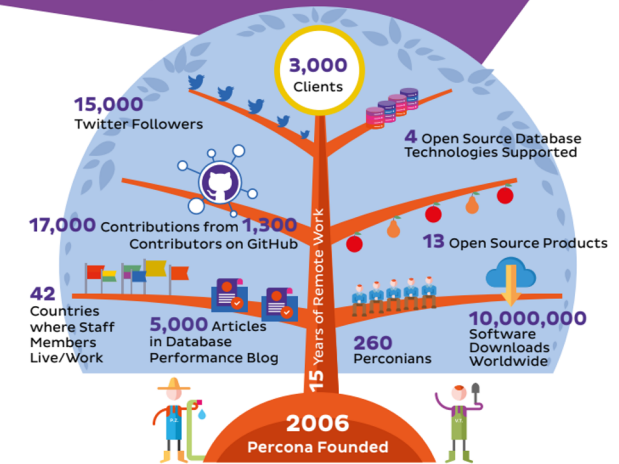 3,000
Clients
15,000
Twitter Followers
4 Open Source Database
Technologies Supported
17,000 Contributions from 1,300
Contributors on GitHub
13 Open Source Products
42
Countries
where Staff
Members
Live/Work
5,000 Articles
in Database
Performance Blog
15 Years of Remote Work
260
Perconians
10,000,000
Software
Downloads
Worldwide
2006
Percona Founded